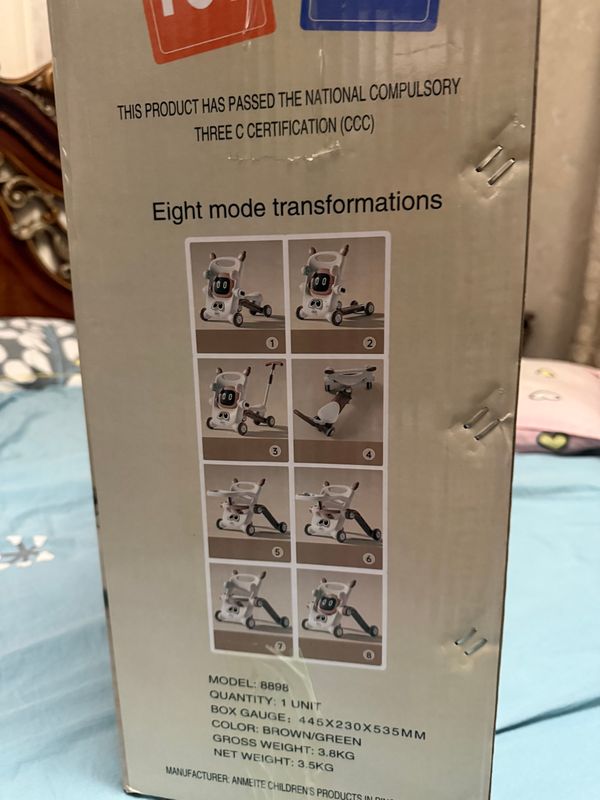 THIS PRODUCT HAS PASSED THE NATIONAL COMPULSORY
THREE C CERTIFICATION (CCC)
Eight mode transformations
1
2
3
4
5
6
7
8
MODEL: 8898
QUANTITY: 1 UNIT
BOX GAUGE: 445X230X535MM
COLOR: BROWN/GREEN
GROSS WEIGHT: 3.8KG
NET WEIGHT: 3.5KG
MANUFACTURER: ANMEITE CHILDREN'S PRODUCTS IN